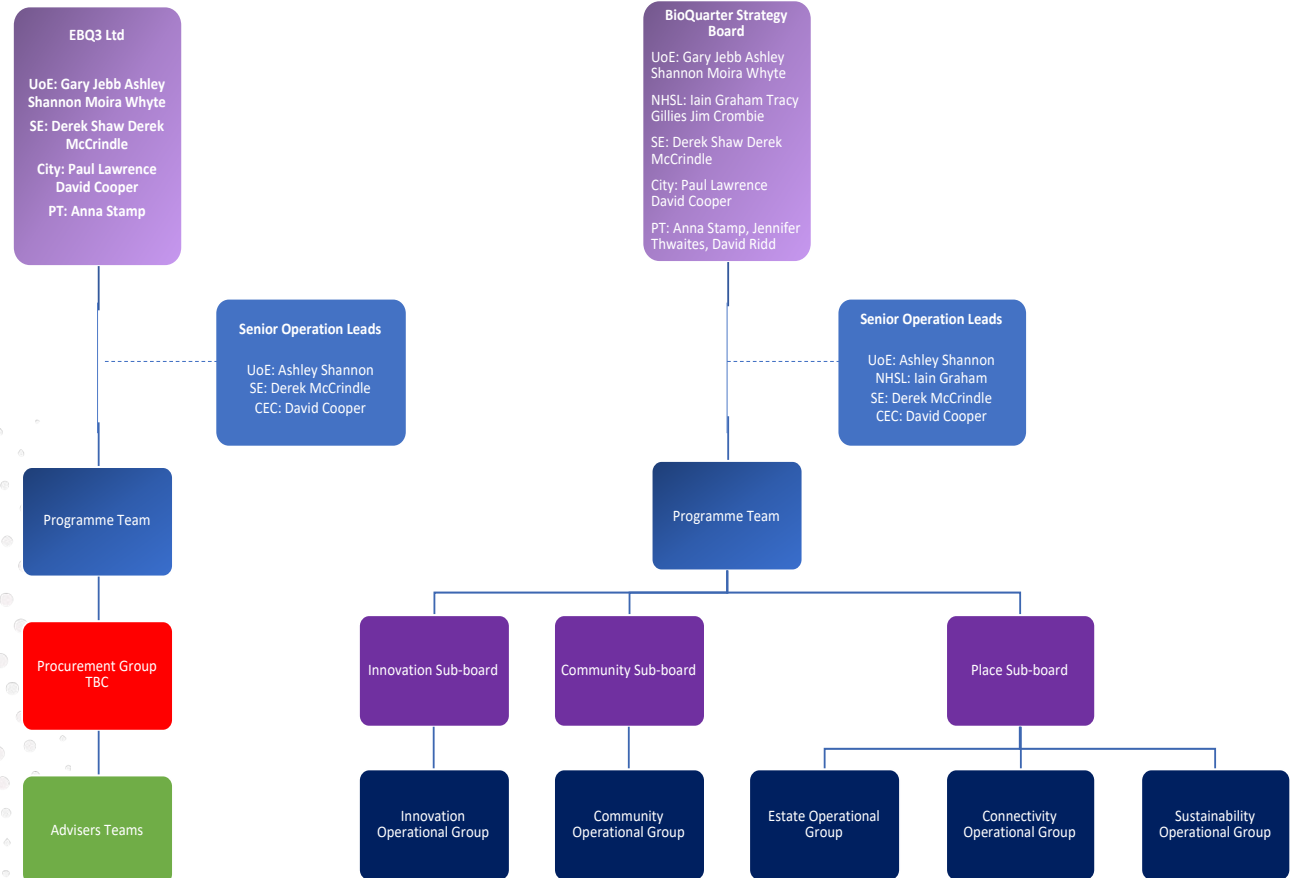 EBQ3 Ltd
UoE: Gary Jebb Ashley
Shannon Moira Whyte
SE: Derek Shaw Derek
McCrindle
City: Paul Lawrence
David Cooper
PT: Anna Stamp
Senior Operation Leads
UoE: Ashley Shannon
SE: Derek McCrindle
CEC: David Cooper
Programme Team
Procurement Group
TBC
Advisers Teams
BioQuarter Strategy
Board
UoE: Gary Jebb Ashley
Shannon Moira Whyte
NHSL: Iain Graham Tracy
Gillies Jim Crombie
SE: Derek Shaw Derek
McCrindle
City: Paul Lawrence
David Cooper
PT: Anna Stamp, Jennifer
Thwaites, David Ridd
Senior Operation Leads
UoE: Ashley Shannon
NHSL: Iain Graham
SE: Derek McCrindle
CEC: David Cooper
Programme Team
Innovation Sub-board
Community Sub-board
Place Sub-board
Innovation
Operational Group
Community
Operational Group
Estate Operational
Group
Connectivity
Operational Group
Sustainability
Operational Group